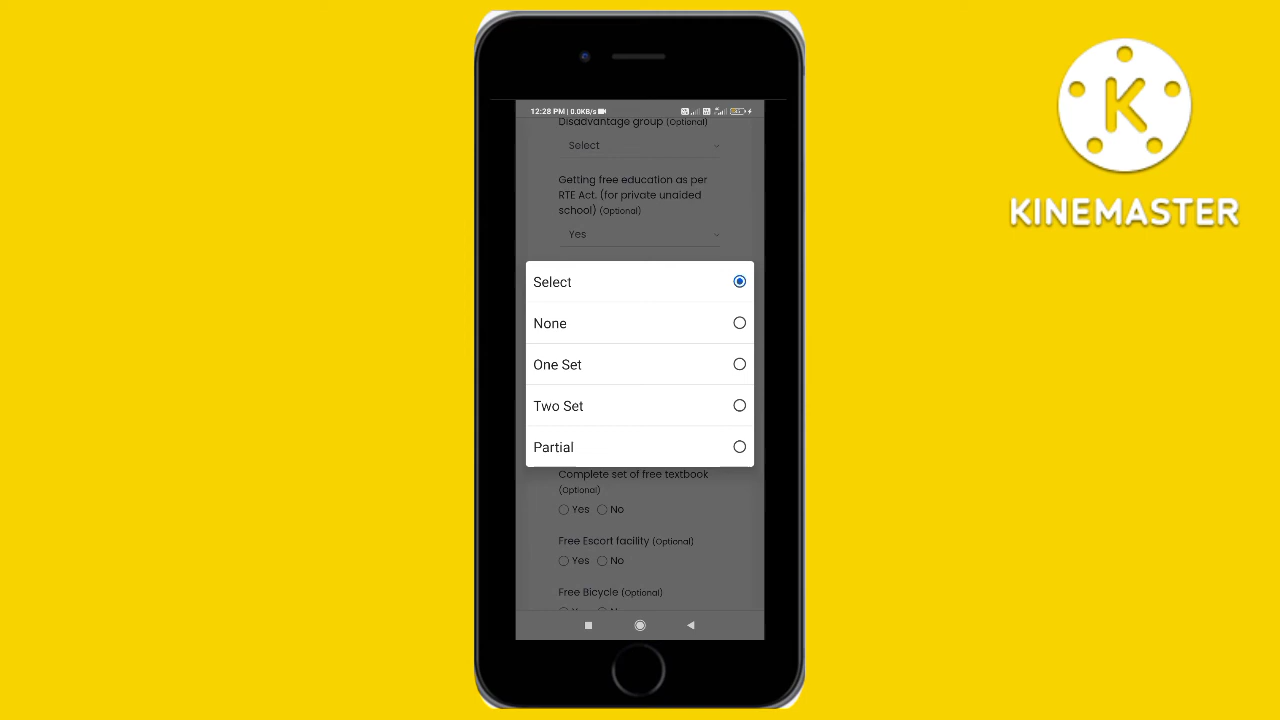 KINEMASTER
12:28 PM | 0.0KB/s
Disadvantage group (Optional)
Select
Getting free education as per
RTE Act. (for private unaided
school) (Optional)
Yes
Select
None
One Set
Two Set
Partial
Complete set of free textbook
(Optional)
Yes No
Free Escort facility (Optional)
Yes No
Free Bicycle (Optional)